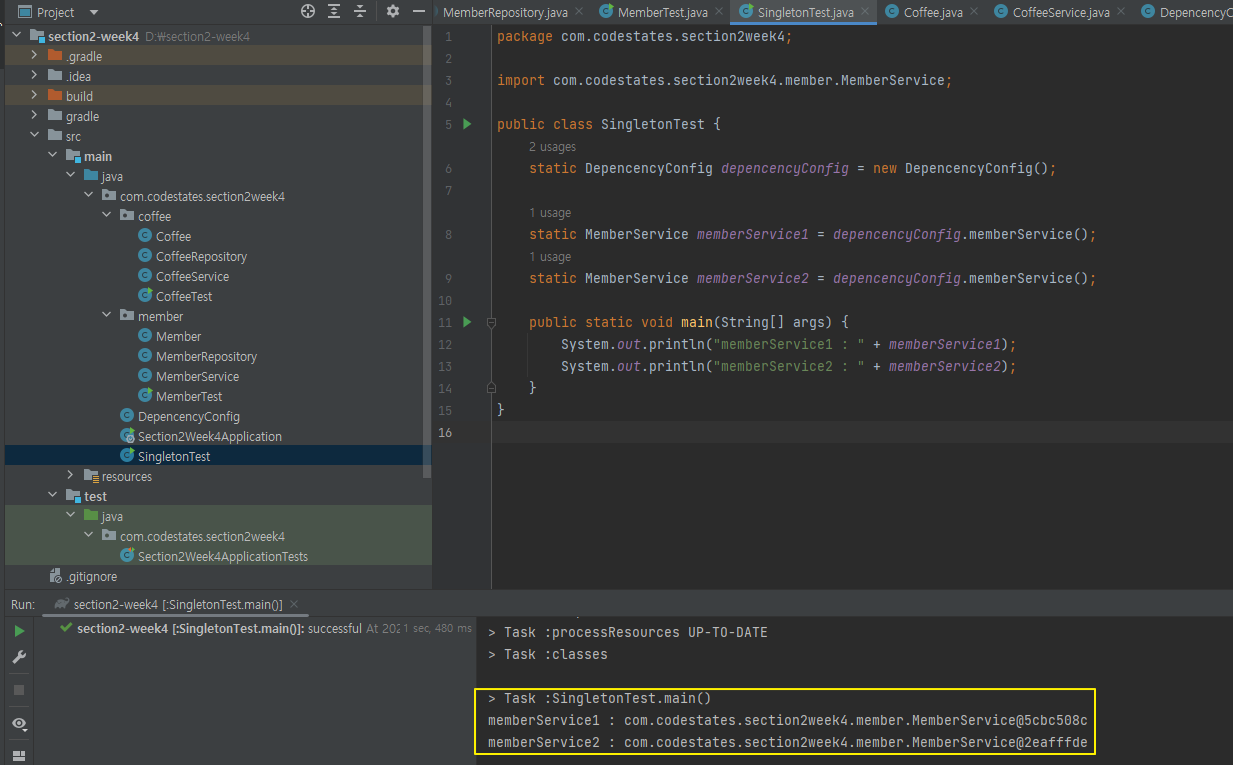 Project
section2-week4 D:₩section2-week4
.gradle
.idea
build
gradle
src
main
java
com.codestates.section2week4
coffee
Coffee
CoffeeRepository
CoffeeService
CoffeeTest
member
Member
MemberRepository
MemberService
MemberTest
DepencencyConfig
Section2Week4Application
SingletonTest
resources
test
java
com.codestates.section2week4
Section2Week4ApplicationTests
.gitignore
MemberRepository.java MemberTest.java SingletonTest.java Coffee.java CoffeeService.java DepencencyC
1 package com.codestates.section2week4;
2
3 import com.codestates.section2week4.member.MemberService;
4
5 public class SingletonTest {
2 usages
6 static DepencencyConfig depencencyConfig = new DepencencyConfig();
7
1 usage
8 static MemberService memberService1 = depencencyConfig.memberService();
1 usage
9 static MemberService memberService2 = depencencyConfig.memberService();
10
11 public static void main(String[] args) {
12 System.out.println("memberService1 : " + memberService1);
13 System.out.println("memberService2 : " + memberService2);
14 }
15 }
16
Run: section2-week4 [:SingletonTest.main()]
section2-week4 [:SingletonTest.main()]: successful At 202 1 sec, 480 ms
> Task :processResources UP-TO-DATE
> Task :classes
> Task :SingletonTest.main()
memberService1 : com.codestates.section2week4.member.MemberService@5cbc508c
memberService2 : com.codestates.section2week4.member.MemberService@2eafffde